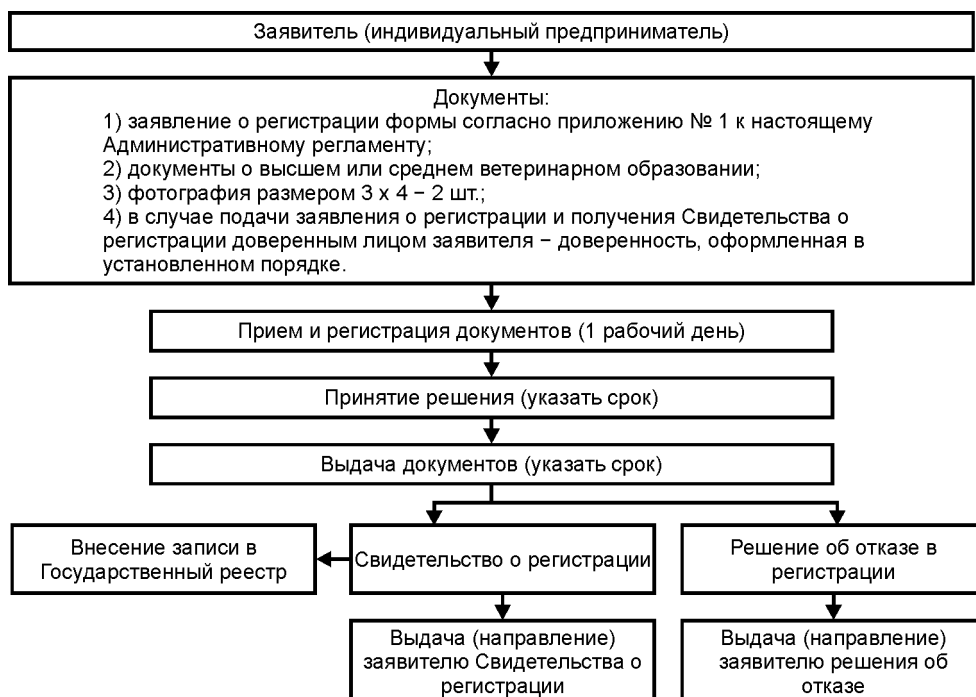 Заявитель (индивидуальный предприниматель)
Документы:
1) заявление о регистрации формы согласно приложению № 1 к настоящему
Административному регламенту;
2) документы о высшем или среднем ветеринарном образовании;
3) фотография размером 3 х 4 − 2 шт.;
4) в случае подачи заявления о регистрации и получения Свидетельства о
регистрации доверенным лицом заявителя − доверенность, оформленная в
установленном порядке.
Прием и регистрация документов (1 рабочий день)
Принятие решения (указать срок)
Выдача документов (указать срок)
Внесение записи в
Государственный реестр
Свидетельство о регистрации
Решение об отказе в
регистрации
Выдача (направление)
заявителю Свидетельства о
регистрации
Выдача (направление)
заявителю решения об
отказе